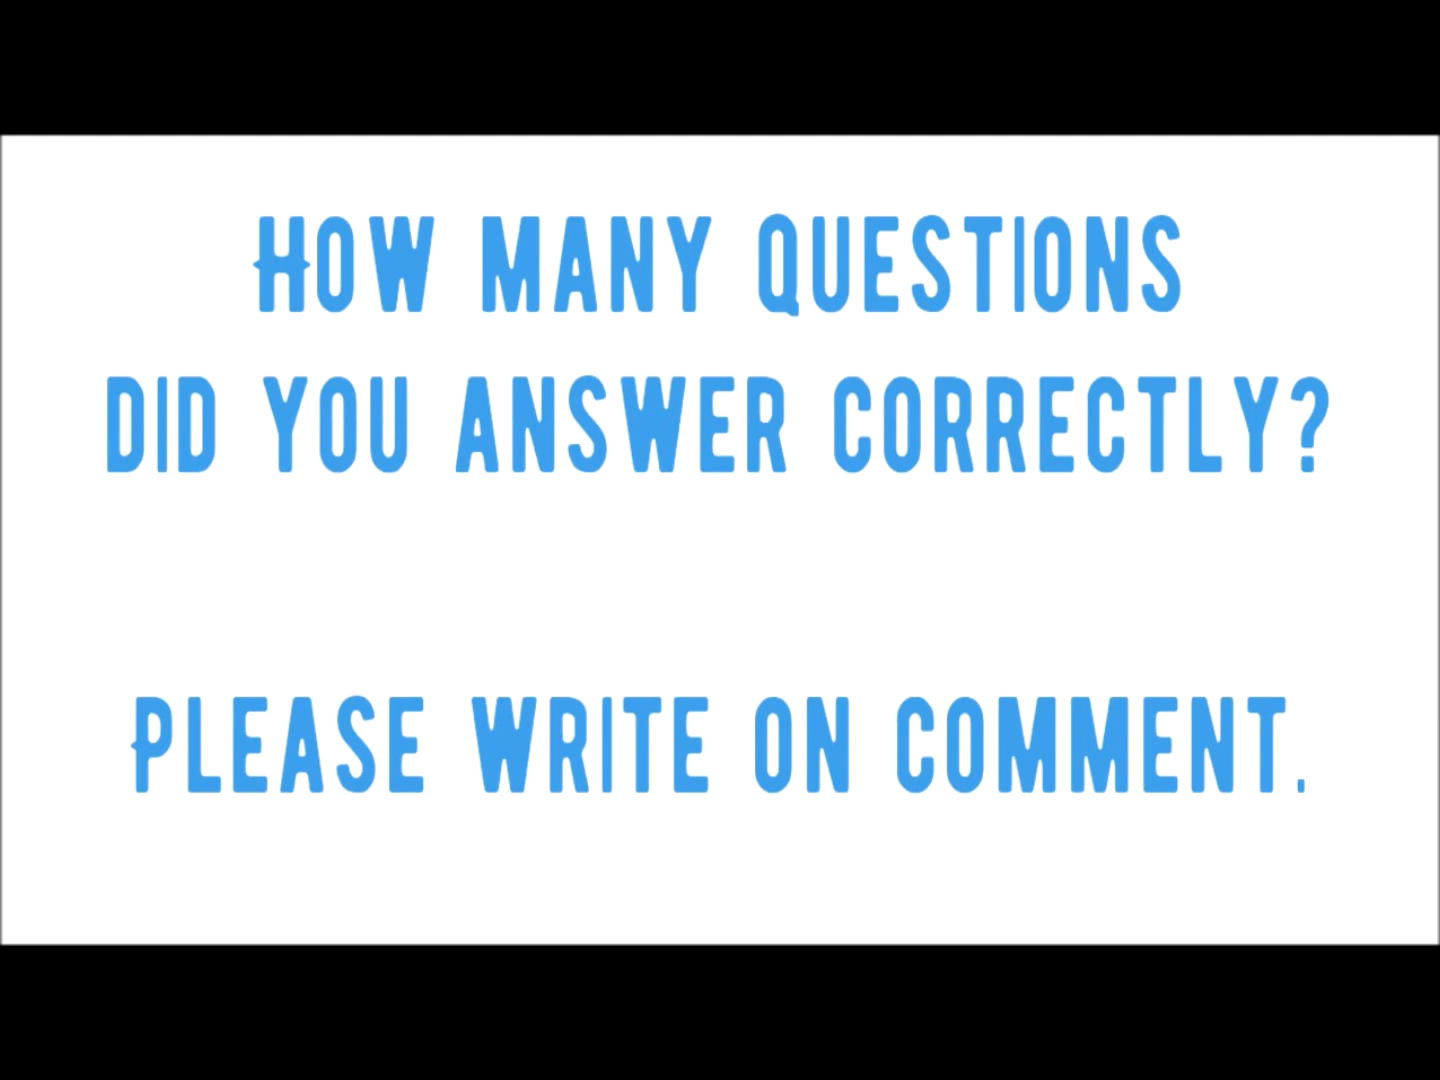 How many Questions
did you answer correctly?
Please write on comment.